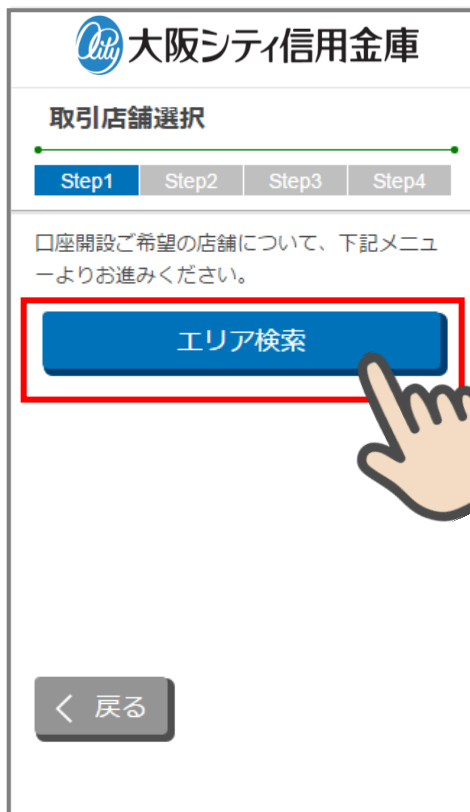 City 大阪シティ信用金庫
取引店舗選択
Step1 Step2 Step3 Step4
口座開設ご希望の店舗について、下記メニュ
ーよりお進みください。
エリア検索
戻る